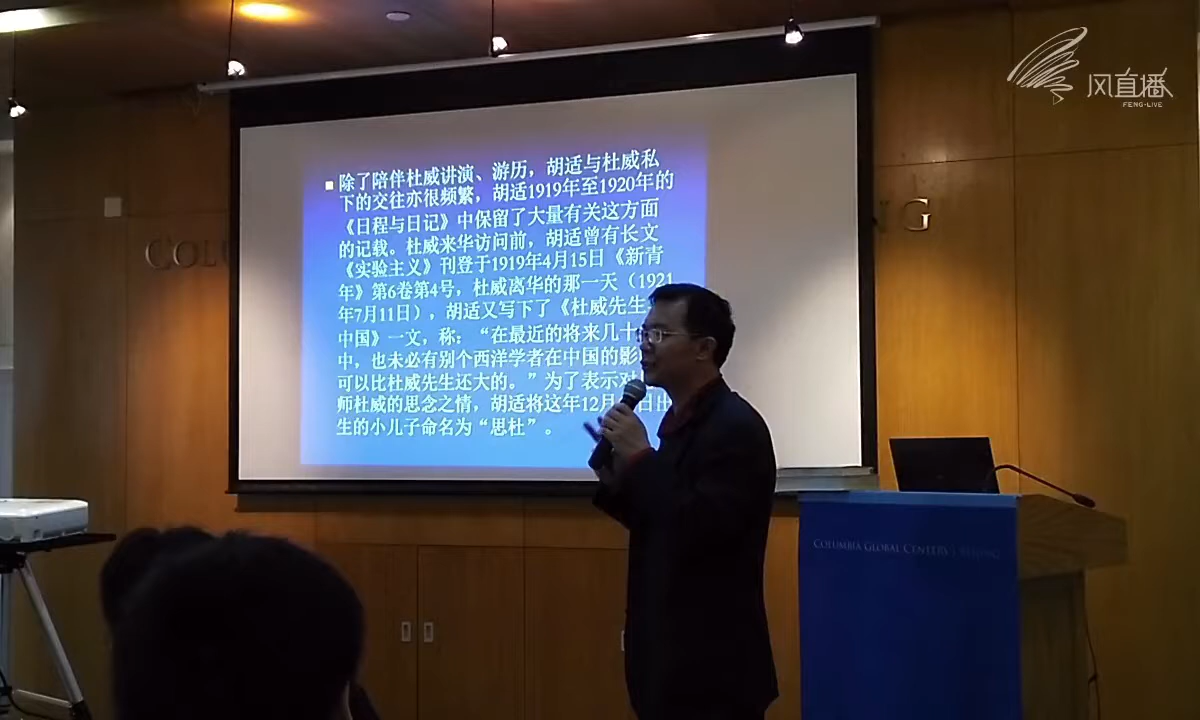 风直播
FENG-LIVE
除了陪伴杜威讲演、游历，胡适与杜威私
下的交往亦很频繁，胡适1919年至1920年的
《日程与日记》中保留了大量有关这方面
的记载。杜威来华访问前，胡适曾有长文
《实验主义》刊登于1919年4月15日《新青
年》第6卷第4号，杜威离华的那一天（1921
年7月11日），胡适又写下了《杜威先生
中国》一文，称：“在最近的将来几十
中，也未必有别个西洋学者在中国的影
可以比杜威先生还大的。”为了表示对
师杜威的思念之情，胡适将这年12月 日出
生的小儿子命名为“思杜”。
COLU
NG
COLUMBIA GLOBAL CENTERS | BEIJING